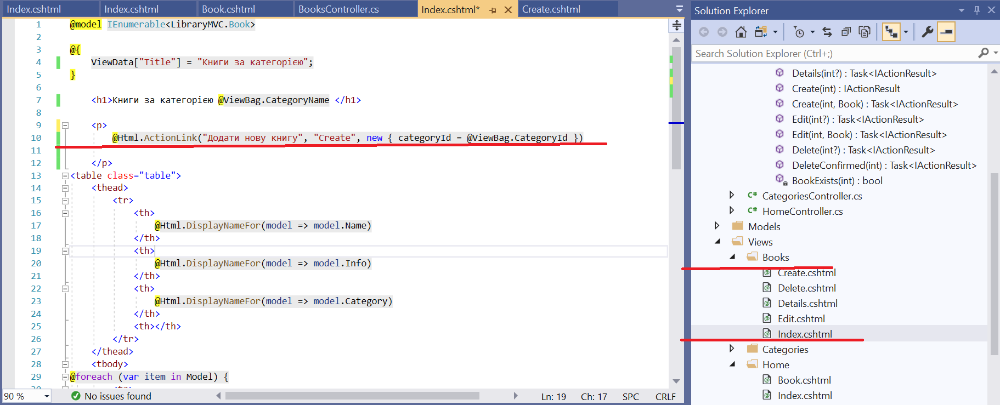 Index.cshtml Index.cshtml Book.cshtml BooksController.cs Index.cshtml* Create.cshtml
1 @model IEnumerable<LibraryMVC.Book>
2
3 @{
4 ViewData["Title"] = "Книги за категорією";
5 }
6
7 <h1>Книги за категорією @ViewBag.CategoryName </h1>
8
9 <p>
10 @Html.ActionLink("Додати нову книгу", "Create", new { categoryId = @ViewBag.CategoryId })
11
12 </p>
13 <table class="table">
14 <thead>
15 <tr>
16 <th>
17 @Html.DisplayNameFor(model => model.Name)
18 </th>
19 <th>
20 @Html.DisplayNameFor(model => model.Info)
21 </th>
22 <th>
23 @Html.DisplayNameFor(model => model.Category)
24 </th>
25 <th></th>
26 </tr>
27 </thead>
28 <tbody>
29 @foreach (var item in Model) {
90 % No issues found Ln: 19 Ch: 17 SPC CRLF
Solution Explorer
Search Solution Explorer (Ctrl+;)
Details(int?) : Task<IActionResult>
Create(int) : IActionResult
Create(int, Book) : Task<IActionResult>
Edit(int?) : Task<IActionResult>
Edit(int, Book) : Task<IActionResult>
Delete(int?) : Task<IActionResult>
DeleteConfirmed(int) : Task<IActionResult>
BookExists(int) : bool
C# CategoriesController.cs
C# HomeController.cs
Models
Views
Books
Create.cshtml
Delete.cshtml
Details.cshtml
Edit.cshtml
Index.cshtml
Categories
Home
Book.cshtml
Index.cshtml